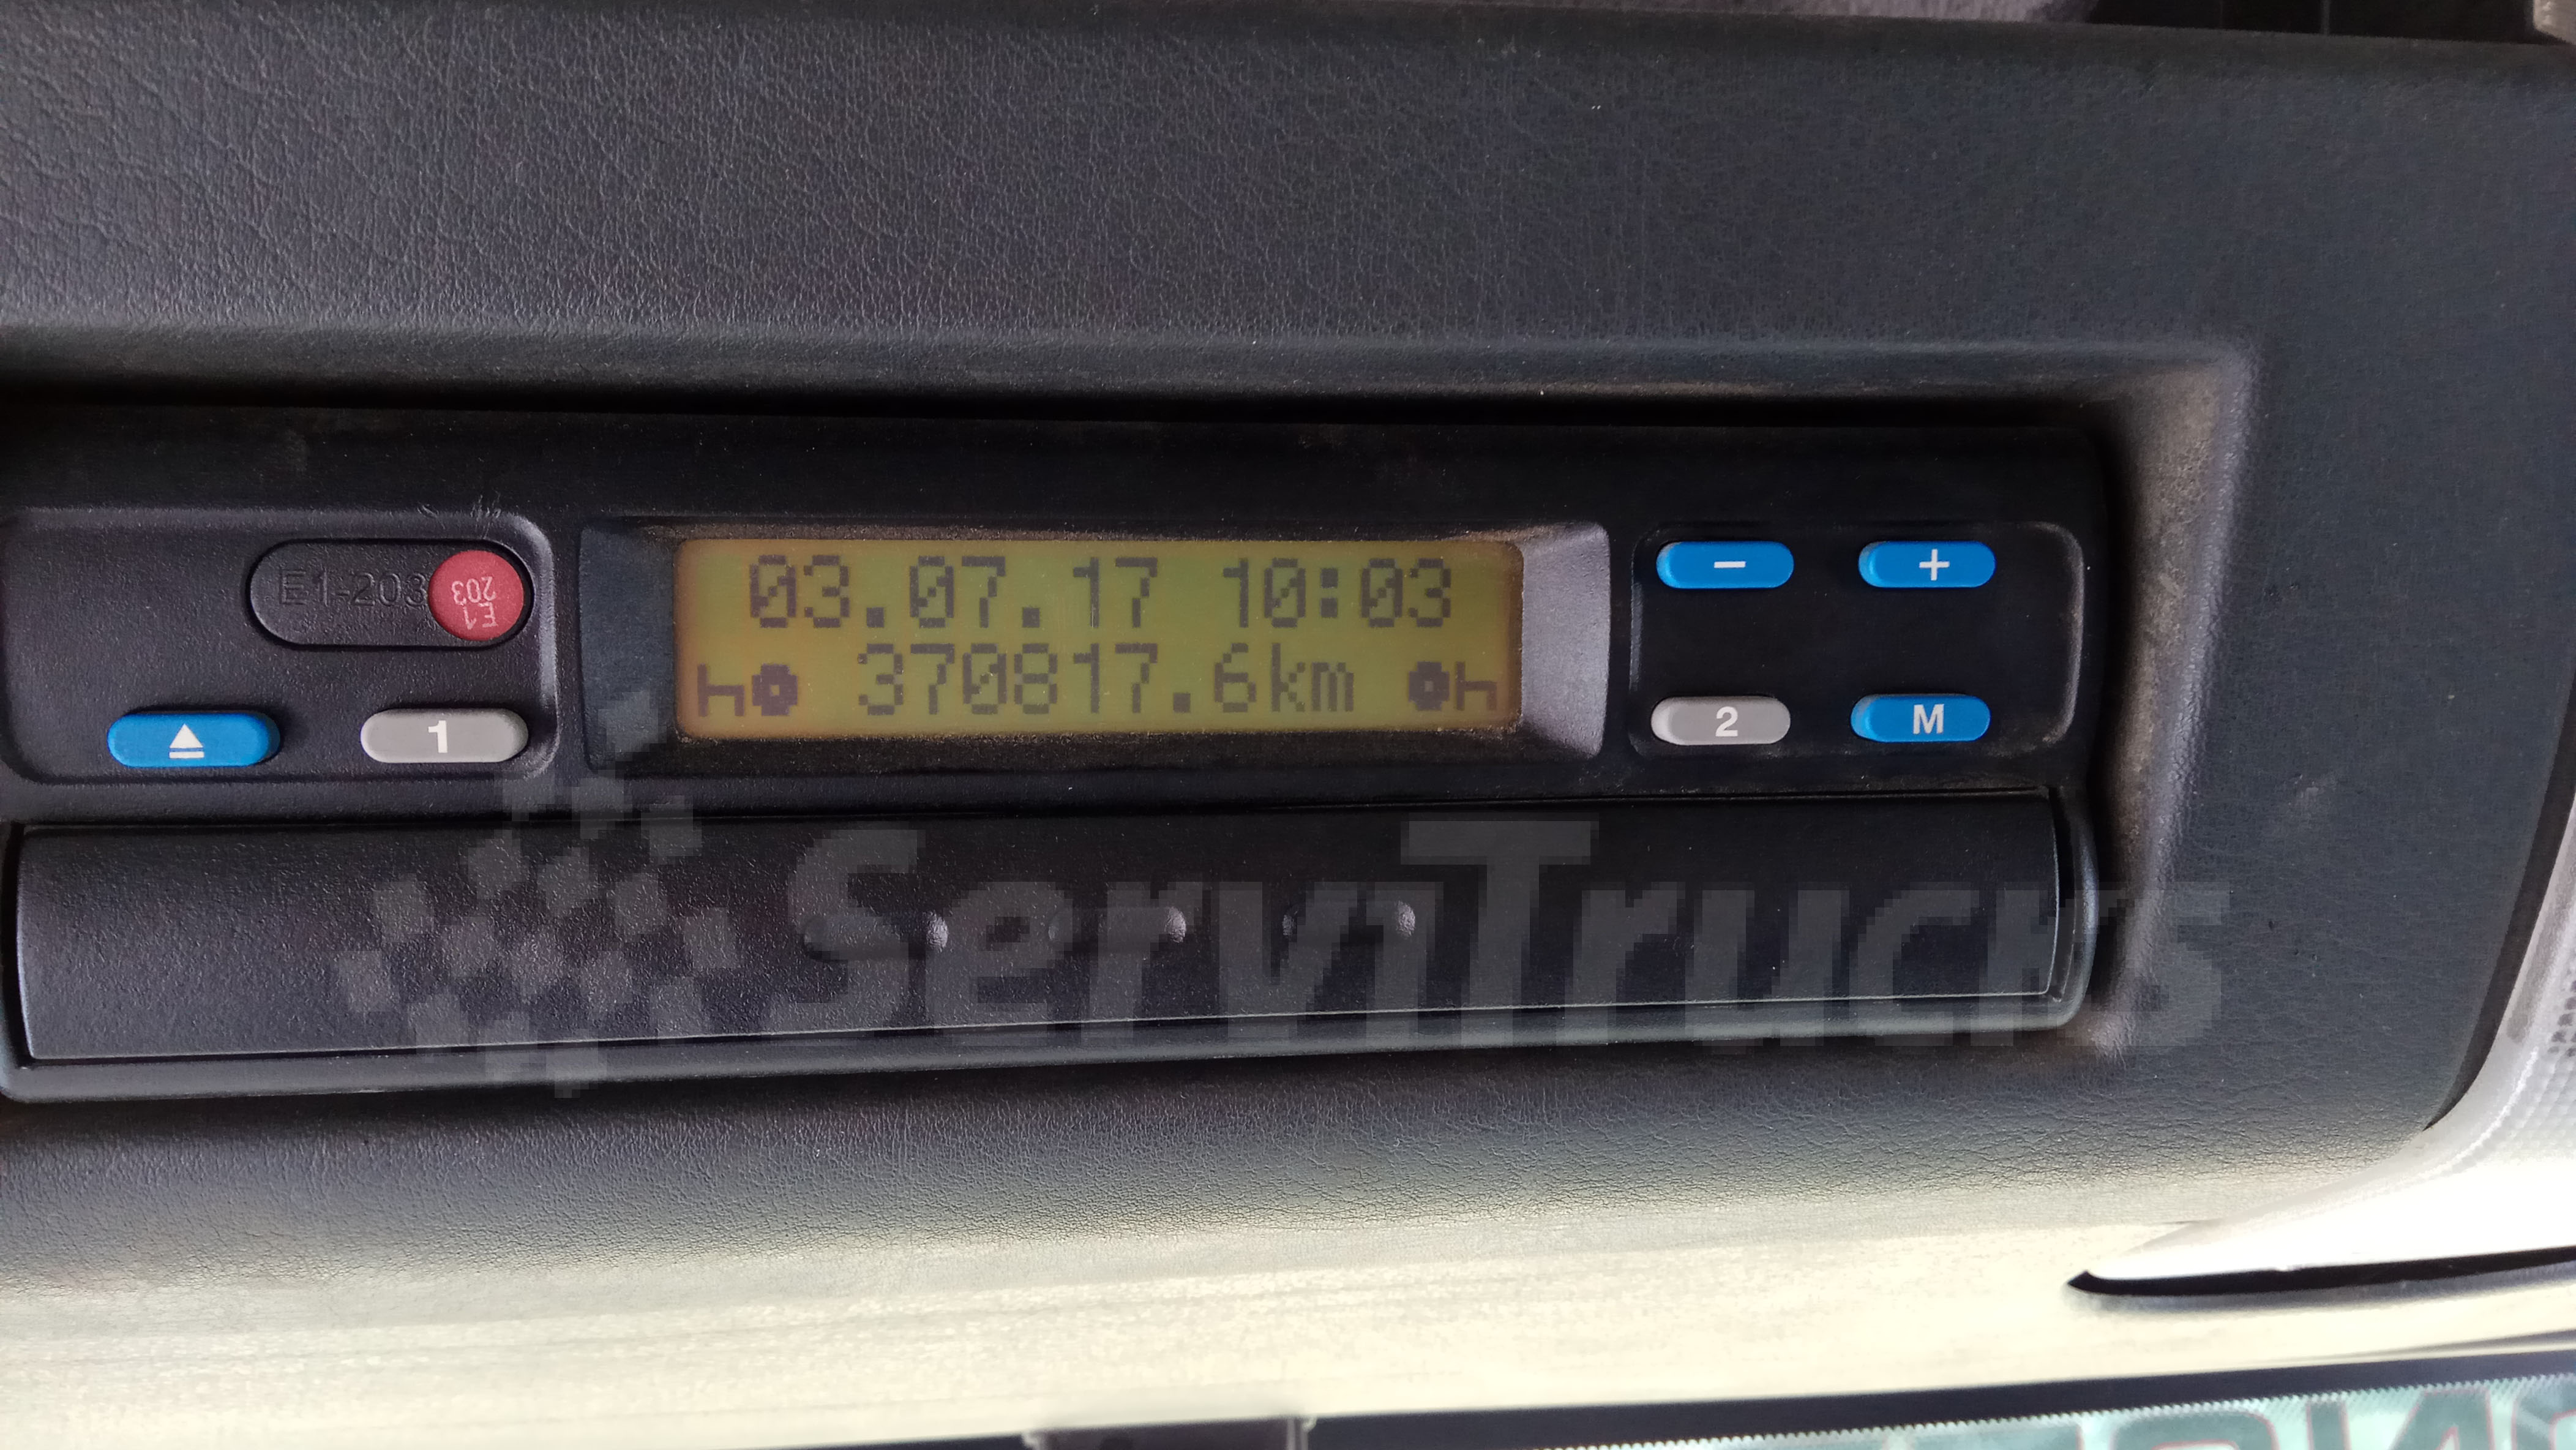 E1-203
E1
203
03.07.17 10:03
370817.6km
1
2
M
ServiTrucks